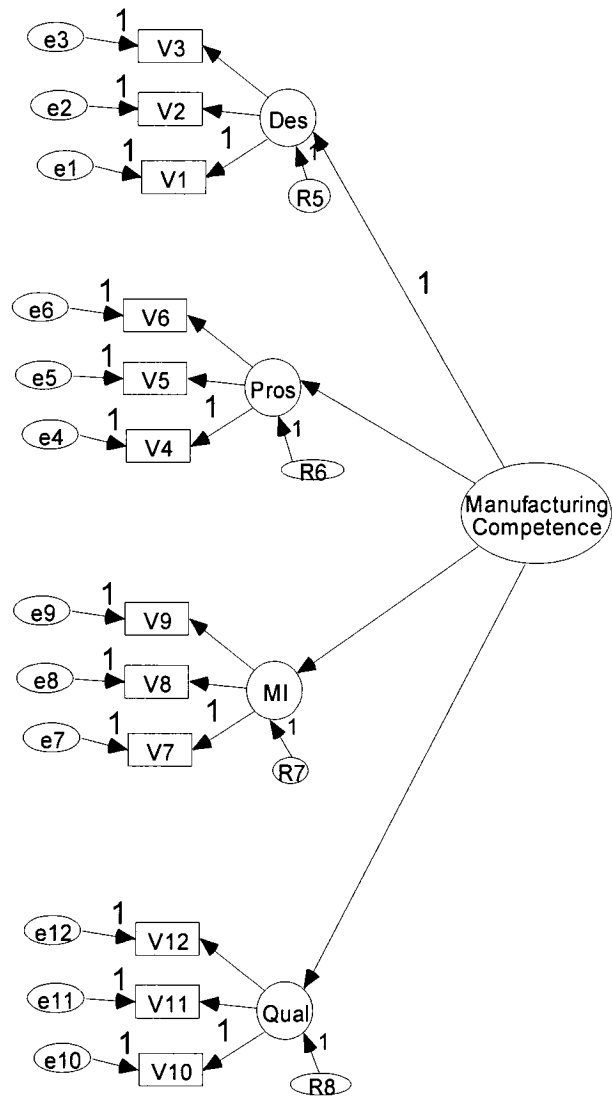 e3
1
V3
e2
1
V2
Des
e1
1
V1
1
1
R5
1
e6
1
V6
e5
1
V5
Pros
e4
1
V4
1
1
R6
Manufacturing
Competence
e9
1
V9
e8
1
V8
MI
e7
1
V7
1
1
R7
e12
1
V12
e11
1
V11
Qual
e10
1
V10
1
1
R8